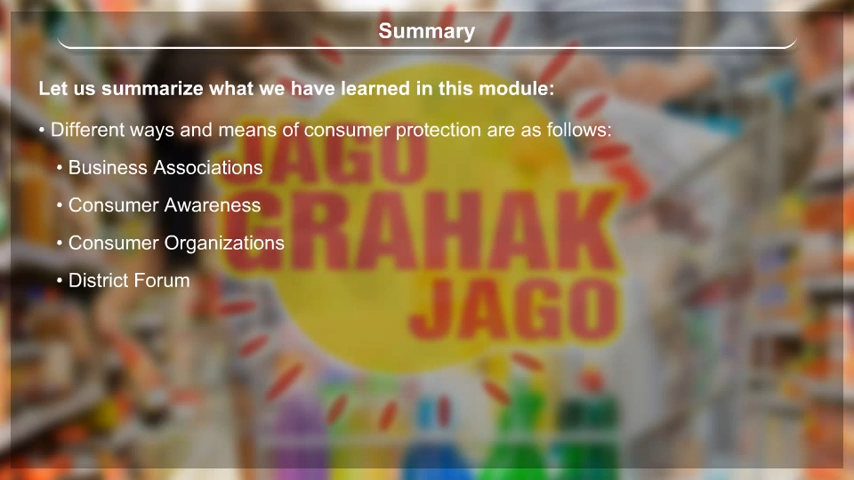 Summary
Let us summarize what we have learned in this module:
• Different ways and means of consumer protection are as follows:
• Business Associations
• Consumer Awareness
• Consumer Organizations
• District Forum
JAGO
GRAHAK
JAGO